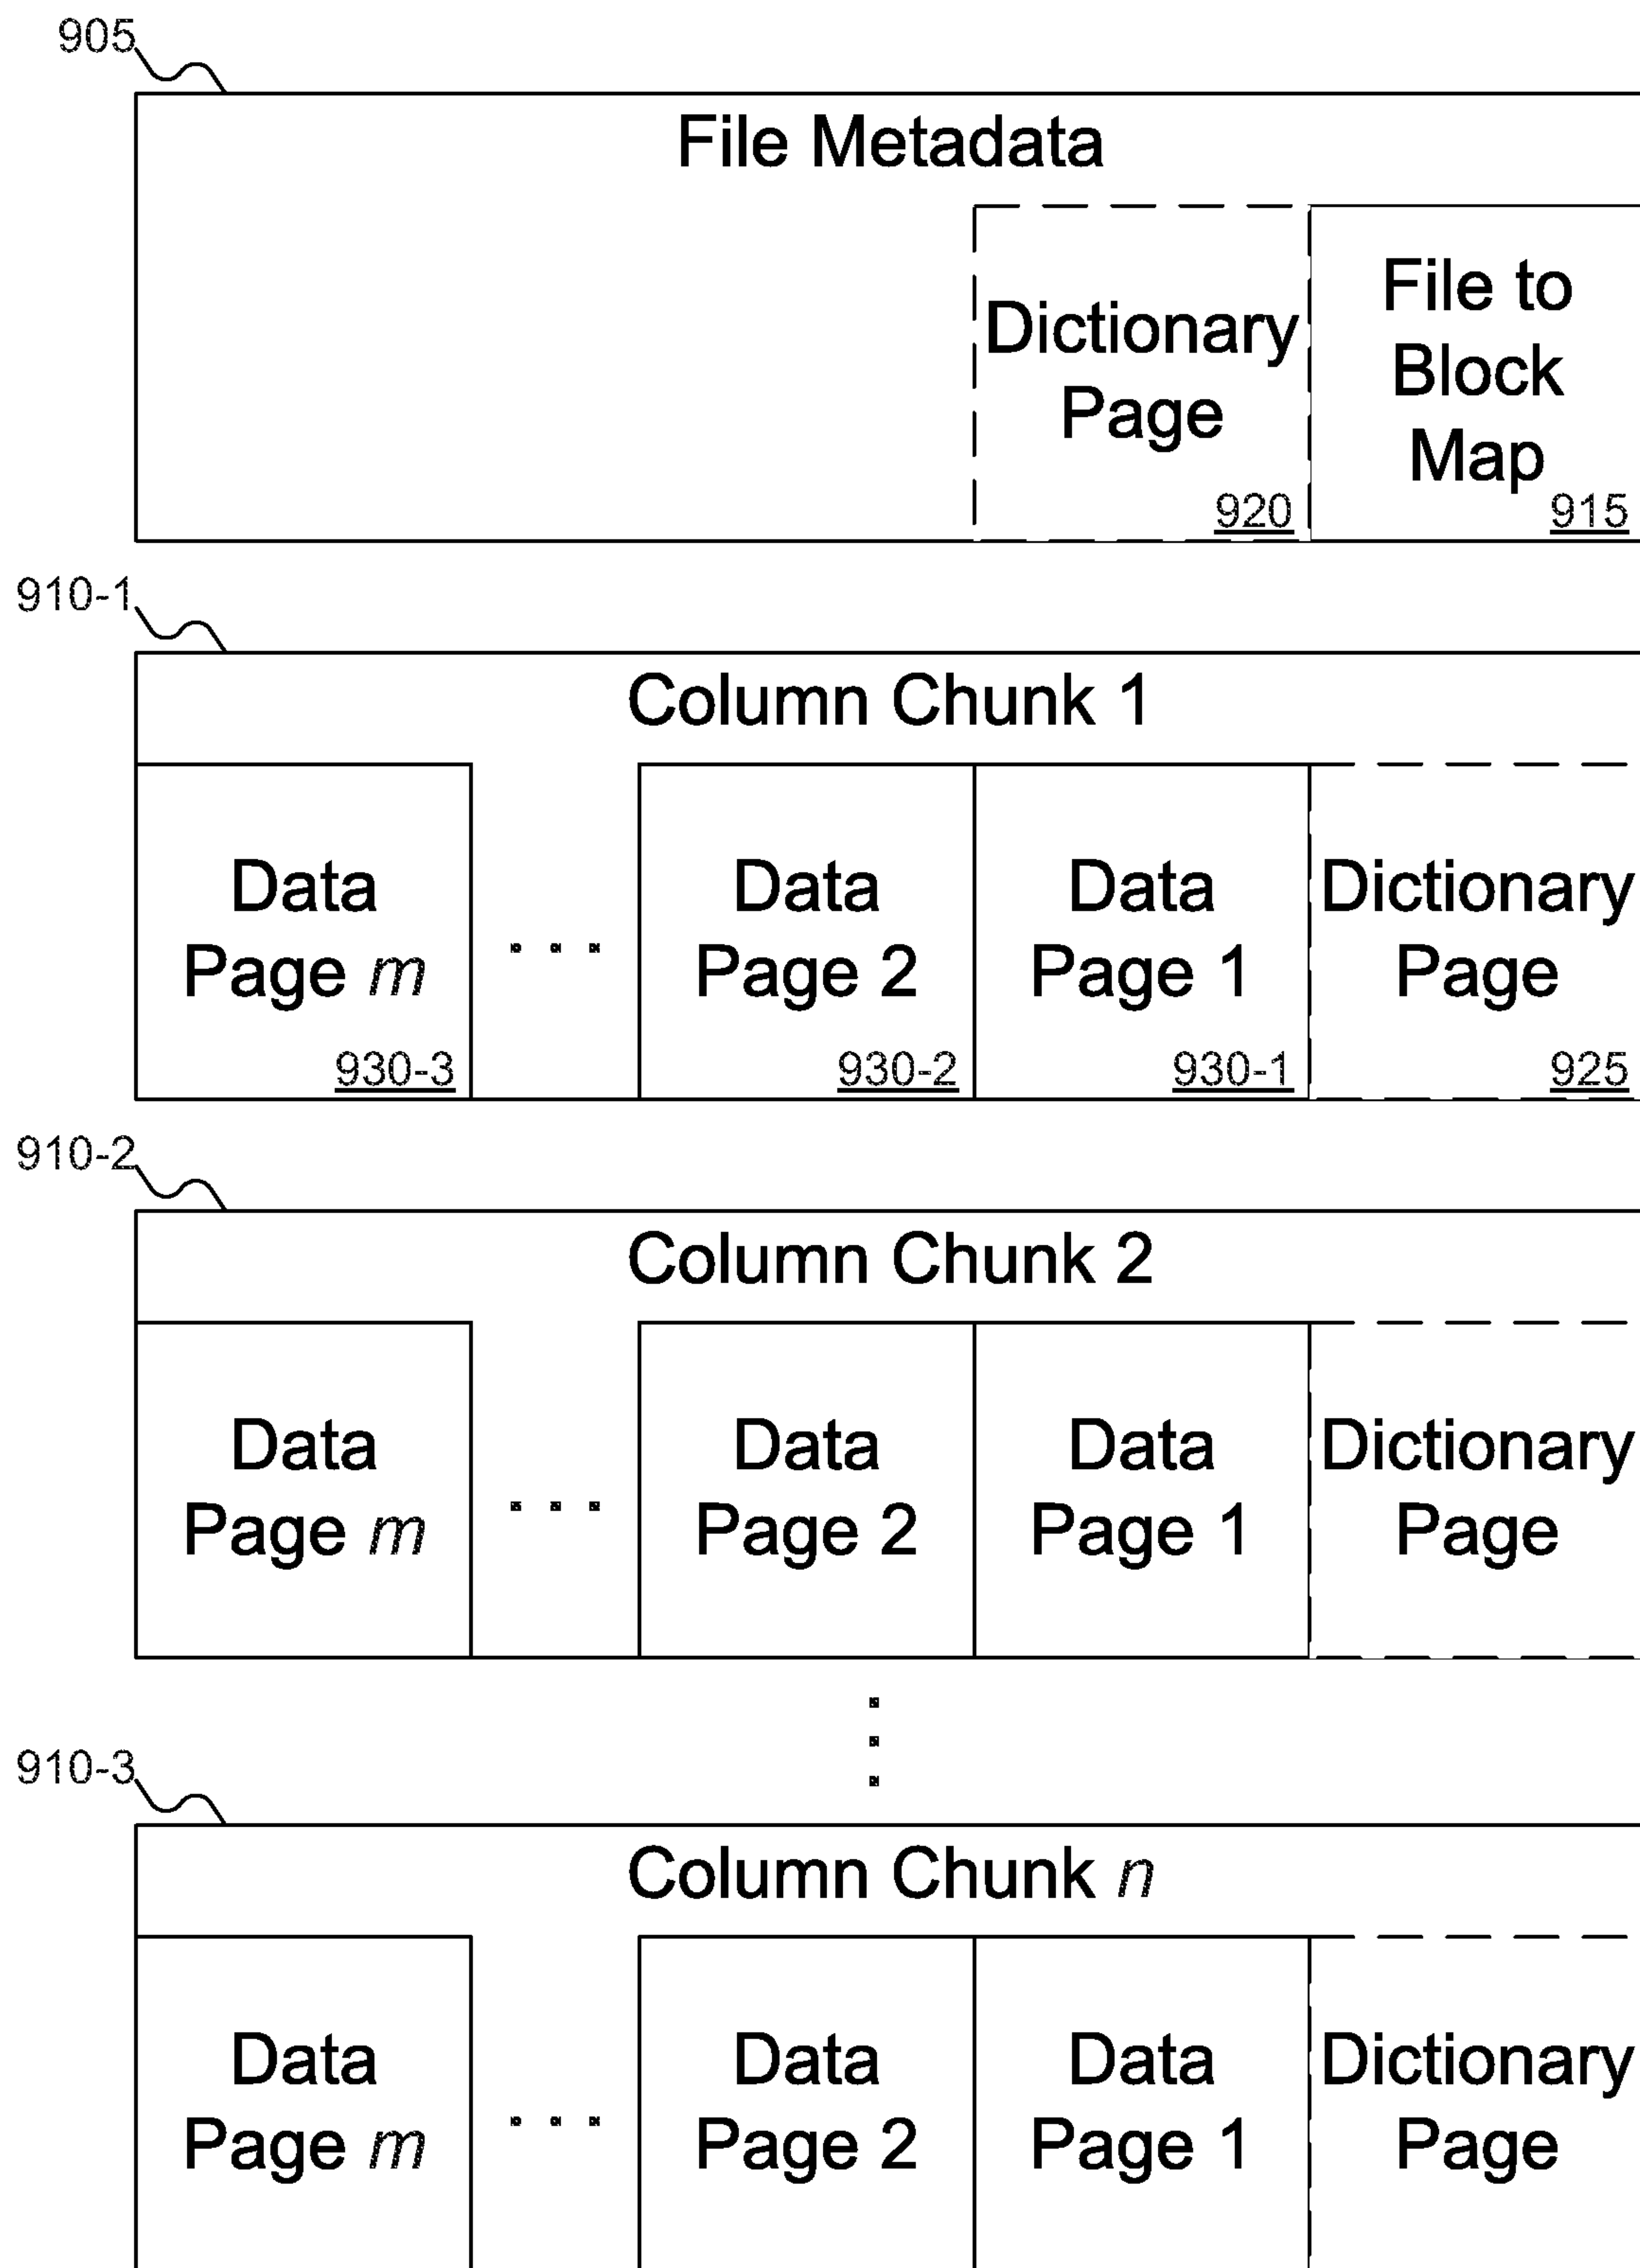 905
File Metadata
Dictionary
Page
920
File to
Block
Map
915
910-1
Column Chunk 1
Data
Page m
930-3
. . .
Data
Page 2
930-2
Data
Page 1
930-1
Dictionary
Page
925
910-2
Column Chunk 2
Data
Page m
. . .
Data
Page 2
Data
Page 1
Dictionary
Page
910-3
Column Chunk n
Data
Page m
. . .
Data
Page 2
Data
Page 1
Dictionary
Page